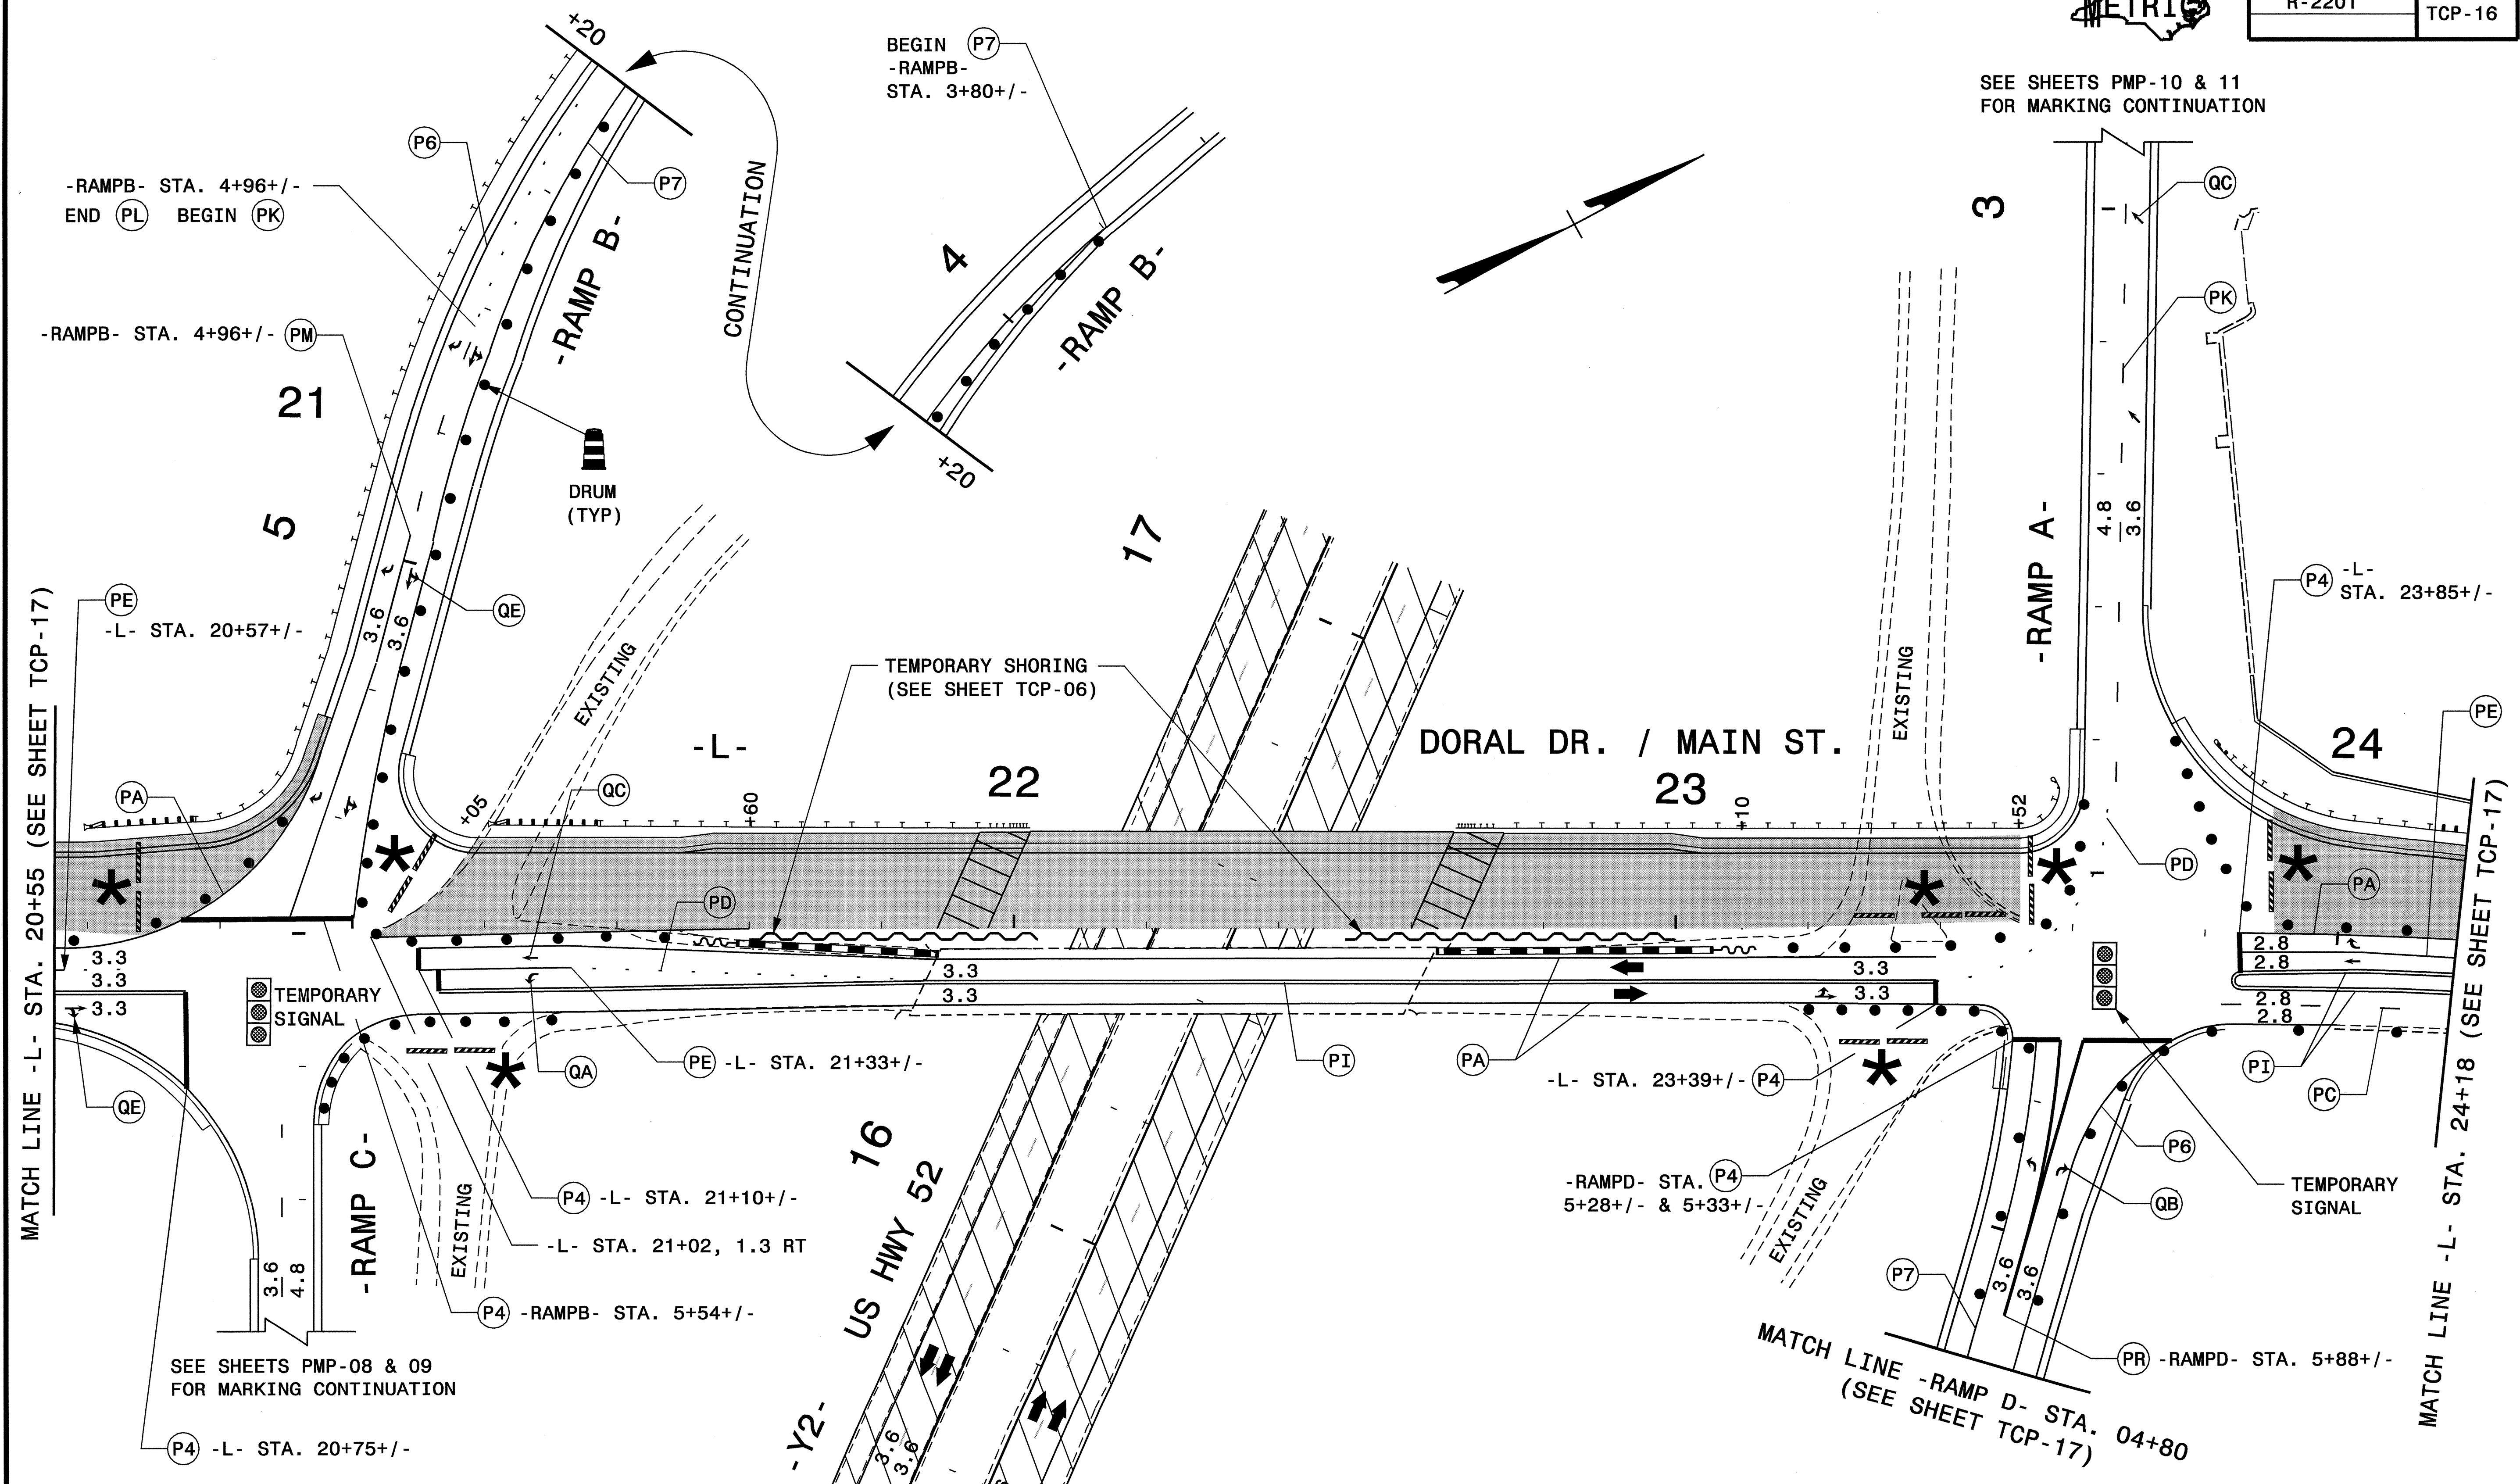 METRIC
R-2201
TCP-16
+20
BEGIN P7
-RAMPB-
STA. 3+80+/-
SEE SHEETS PMP-10 & 11
FOR MARKING CONTINUATION
P6
P7
-RAMPB- STA. 4+96+/-
END PL BEGIN PK
-RAMP B-
CONTINUATION
4
-RAMP B-
+20
3
QC
PK
-RAMPB- STA. 4+96+/- PM
21
5
DRUM
(TYP)
QE
3.6
3.6
17
4.8
3.6
-RAMP A-
P4 -L-
STA. 23+85+/-
PE
-L- STA. 20+57+/-
MATCH LINE -L- STA. 20+55 (SEE SHEET TCP-17)
EXISTING
TEMPORARY SHORING
(SEE SHEET TCP-06)
EXISTING
PE
-L-
DORAL DR. / MAIN ST.
24
PA
+05
QC
+60
22
23
+10
+52
PD
*
*
*
*
*
PA
PD
3.3
3.3
3.3
TEMPORARY
SIGNAL
3.3
3.3
3.3
3.3
2.8
2.8
2.8
2.8
QE
*
QA
PE -L- STA. 21+33+/-
PI
PA
-L- STA. 23+39+/- P4
*
PI
PC
MATCH LINE -L- STA. 24+18 (SEE SHEET TCP-17)
-RAMP C-
EXISTING
P4 -L- STA. 21+10+/-
-L- STA. 21+02, 1.3 RT
P4 -RAMPB- STA. 5+54+/-
3.6
4.8
16
US HWY 52
-RAMPD- STA. P4
5+28+/- & 5+33+/-
EXISTING
P6
QB
TEMPORARY
SIGNAL
P7
3.6
3.6
PR -RAMPD- STA. 5+88+/-
SEE SHEETS PMP-08 & 09
FOR MARKING CONTINUATION
P4 -L- STA. 20+75+/-
-Y2-
3.6
3.6
MATCH LINE -RAMP D- STA. 04+80
(SEE SHEET TCP-17)